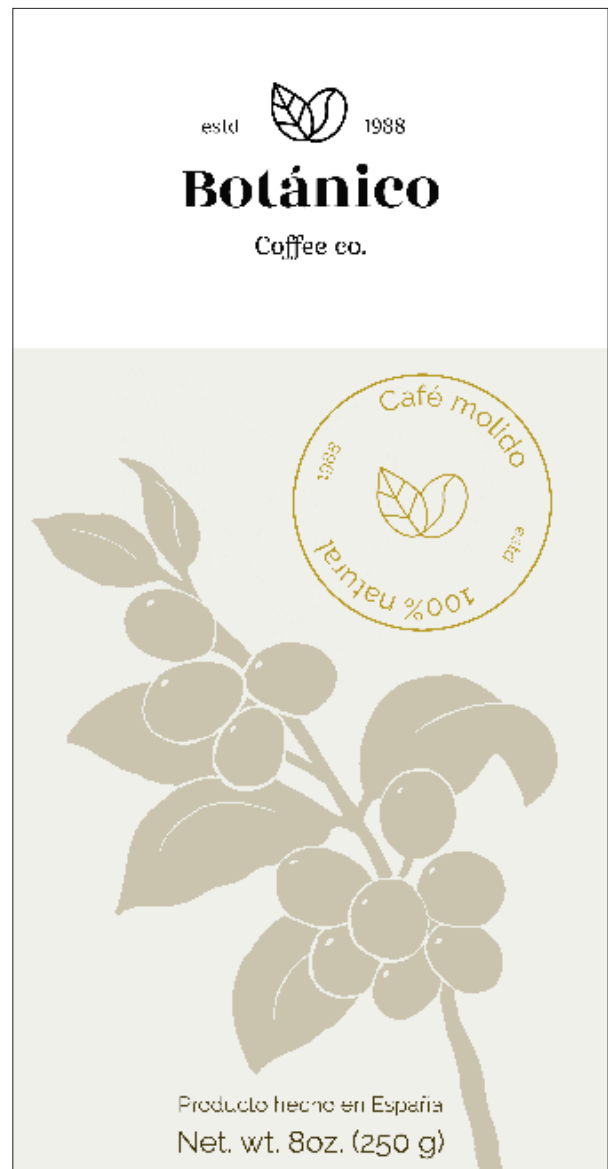 estd 1988
Botánico
Coffee co.
Café molido
1988
estd
100% natural
Producto hecho en España
Net. wt. 8oz. (250 g)